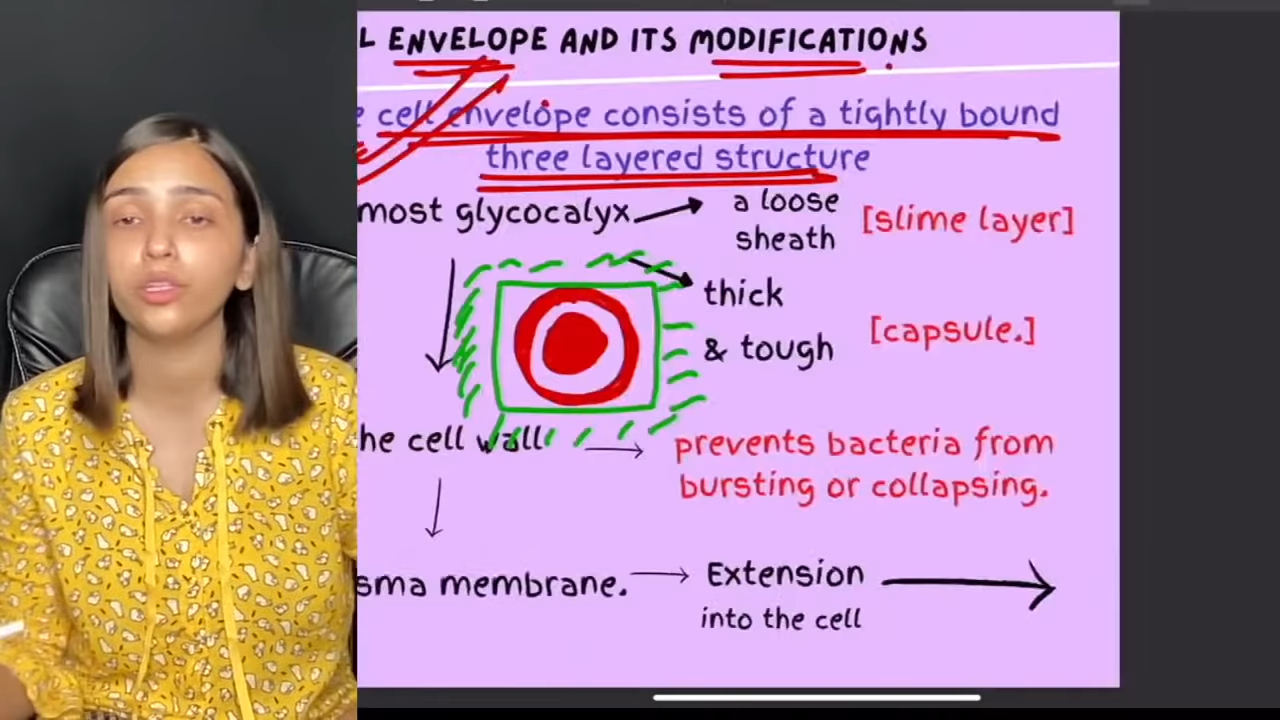 L ENVELOPE AND ITS MODIFICATIONS
e cell envelope consists of a tightly bound
three layered structure
most glycocalyx
a loose
sheath
[slime layer]
thick
& tough
[capsule.]
he cell wall
prevents bacteria from
bursting or collapsing.
sma membrane.
Extension
into the cell